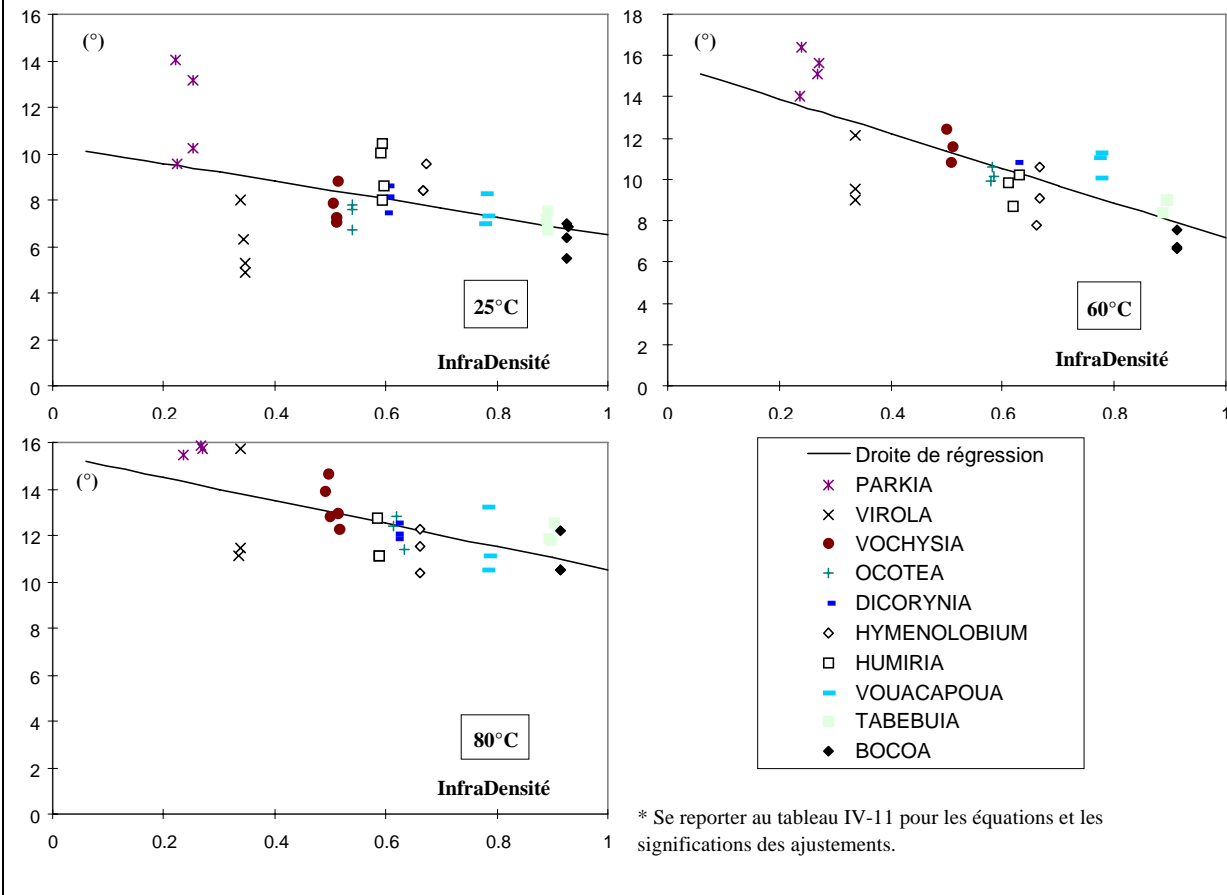 16
14
12
10
8
6
4
2
0
(°)
25°C
InfraDensité
0 0.2 0.4 0.6 0.8 1
18
16
14
12
10
8
6
4
2
0
(°)
60°C
InfraDensité
0 0.2 0.4 0.6 0.8 1
16
14
12
10
8
6
4
2
0
(°)
80°C
InfraDensité
0 0.2 0.4 0.6 0.8 1
Droite de régression
PARKIA
VIROLA
VOCHYSIA
OCOTEA
DICORYNIA
HYMENOLOBIUM
HUMIRIA
VOUACAPOUA
TABEBUIA
BOCOA
* Se reporter au tableau IV-11 pour les équations et les
significations des ajustements.